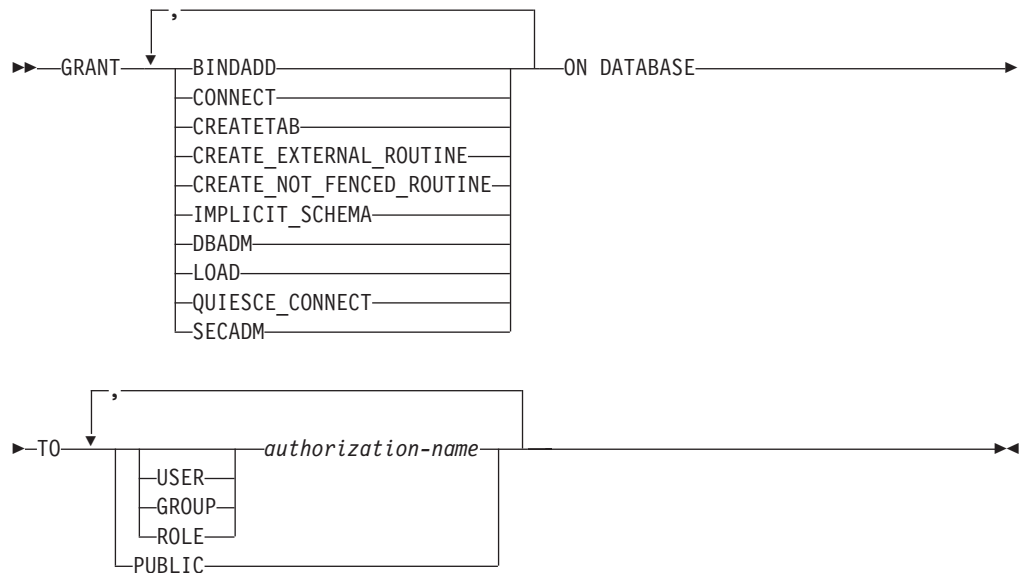 ,
GRANT BINDADD ON DATABASE
CONNECT
CREATETAB
CREATE_EXTERNAL_ROUTINE
CREATE_NOT_FENCED_ROUTINE
IMPLICIT_SCHEMA
DBADM
LOAD
QUIESCE_CONNECT
SECADM
,
TO authorization-name
USER
GROUP
ROLE
PUBLIC